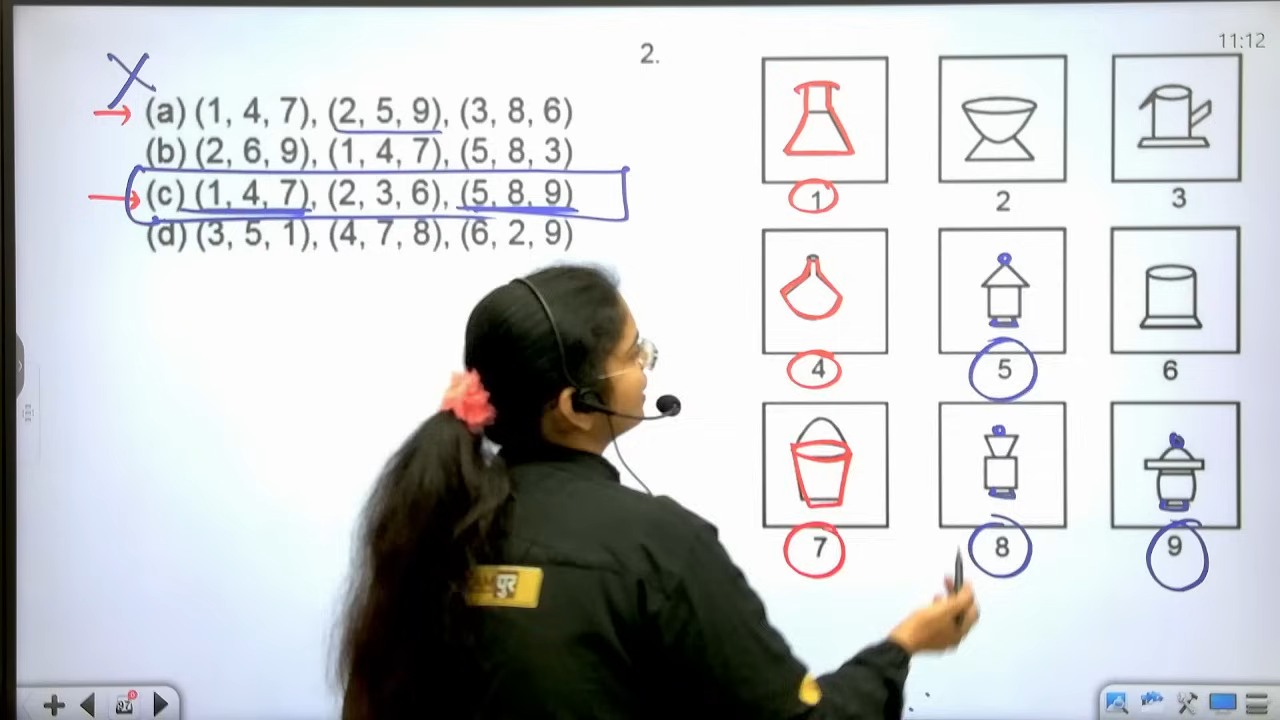 11:12
2.
X
(a) (1, 4, 7), (2, 5, 9), (3, 8, 6)
(b) (2, 6, 9), (1, 4, 7), (5, 8, 3)
(c) (1, 4, 7), (2, 3, 6), (5, 8, 9)
(d) (3, 5, 1), (4, 7, 8), (6, 2, 9)
1 2 3
4 5 6
7 8 9